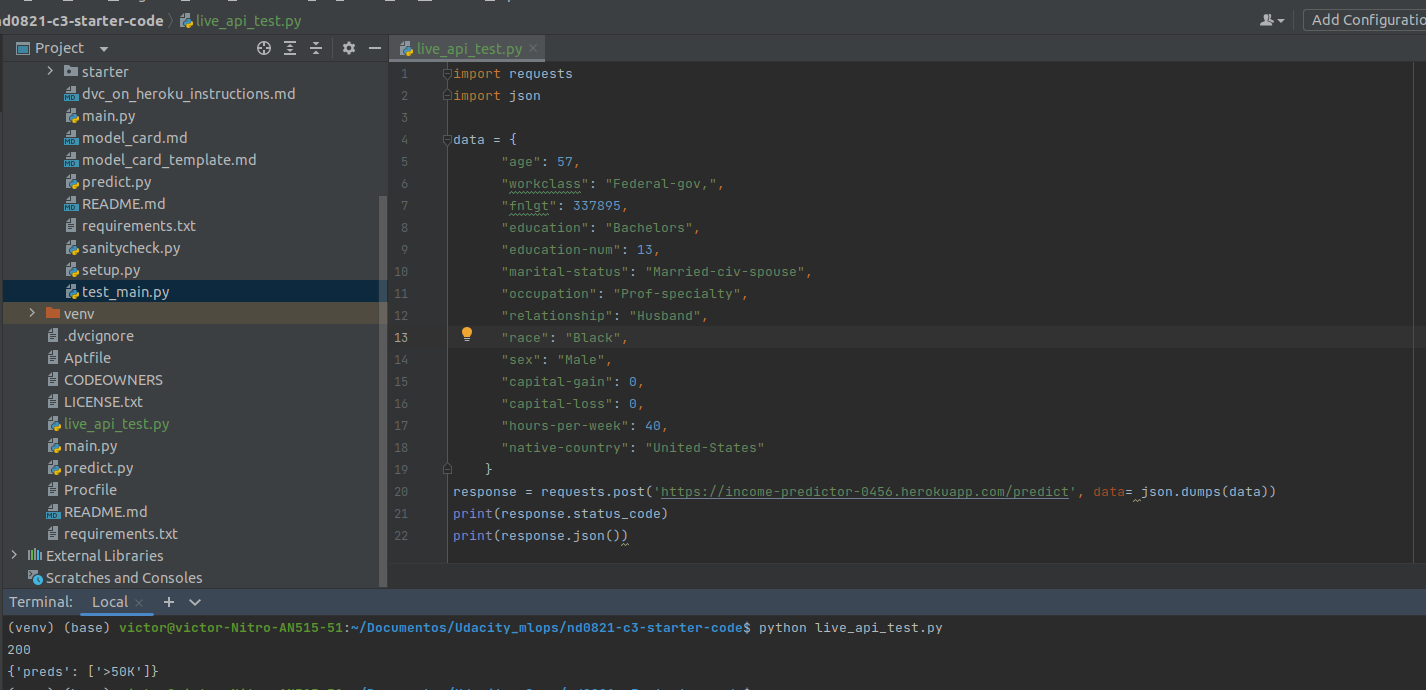 nd0821-c3-starter-code live_api_test.py Add Configuratio
Project live_api_test.py
starter
dvc_on_heroku_instructions.md
main.py
model_card.md
model_card_template.md
predict.py
README.md
requirements.txt
sanitycheck.py
setup.py
test_main.py
venv
.dvcignore
Aptfile
CODEOWNERS
LICENSE.txt
live_api_test.py
main.py
predict.py
Procfile
README.md
requirements.txt
External Libraries
Scratches and Consoles
1 import requests
2 import json
3
4 data = {
5 "age": 57,
6 "workclass": "Federal-gov,",
7 "fnlgt": 337895,
8 "education": "Bachelors",
9 "education-num": 13,
10 "marital-status": "Married-civ-spouse",
11 "occupation": "Prof-specialty",
12 "relationship": "Husband",
13 "race": "Black",
14 "sex": "Male",
15 "capital-gain": 0,
16 "capital-loss": 0,
17 "hours-per-week": 40,
18 "native-country": "United-States"
19 }
20 response = requests.post('https://income-predictor-0456.herokuapp.com/predict', data= json.dumps(data))
21 print(response.status_code)
22 print(response.json())
Terminal: Local
(venv) (base) victor@victor-Nitro-AN515-51:~/Documentos/Udacity_mlops/nd0821-c3-starter-code$ python live_api_test.py
200
{'preds': ['>50K']}